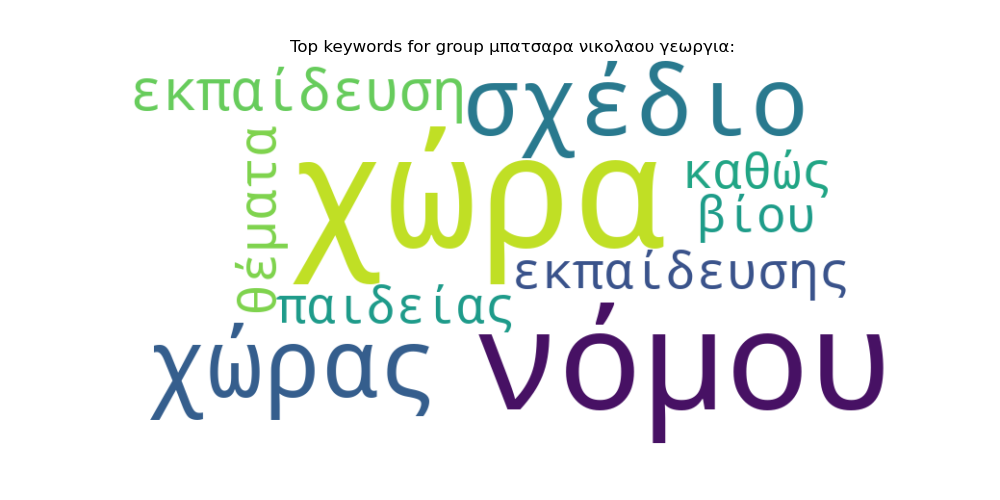 Top keywords for group μπατσαρα νικολαου γεωργια:
εκπαίδευση
σχέδιο
θέματα
χώρα
καθώς
βίου
εκπαίδευσης
παιδείας
χώρας
νόμου